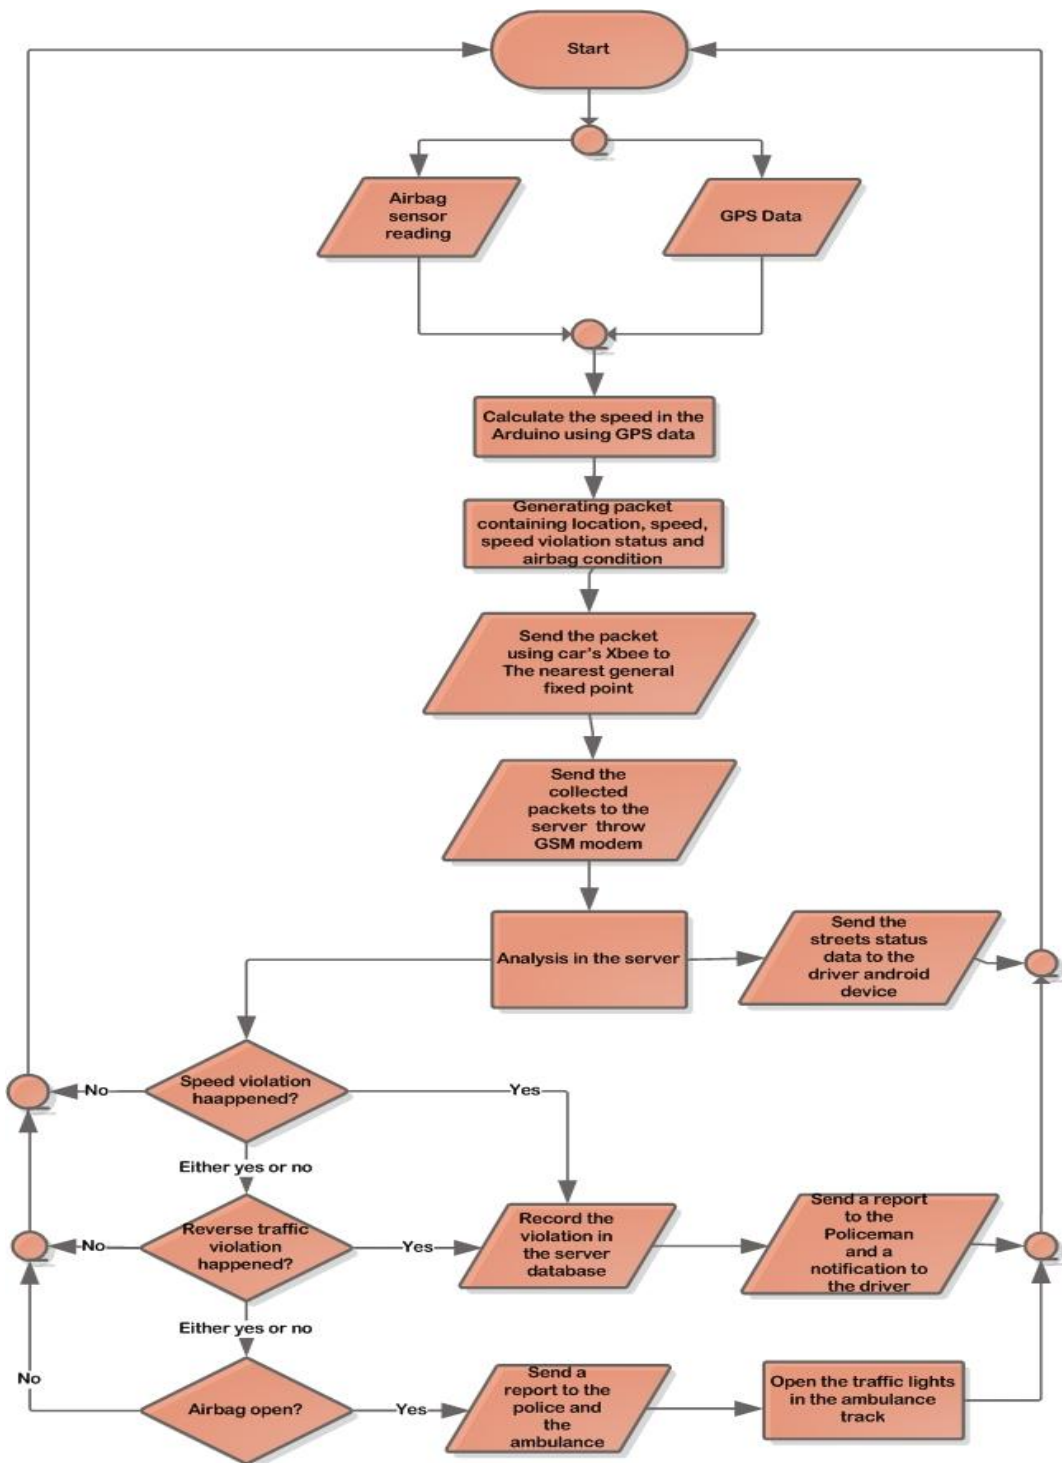 Start
Airbag
sensor
reading
GPS Data
Calculate the speed in the
Arduino using GPS data
Generating packet
containing location, speed,
speed violation status and
airbag condition
Send the packet
using car's Xbee to
The nearest general
fixed point
Send the
collected
packets to the
server throw
GSM modem
Analysis in the server
Send the
streets status
data to the
driver android
device
Speed violation
haappened?
No
Yes
Either yes or no
Reverse traffic
violation
happened?
No
Yes
Record the
violation in
the server
database
Send a report
to the
Policeman
and a
notification to
the driver
Either yes or no
Airbag open?
No
Yes
Send a
report to the
police and
the
ambulance
Open the traffic lights
in the ambulance
track